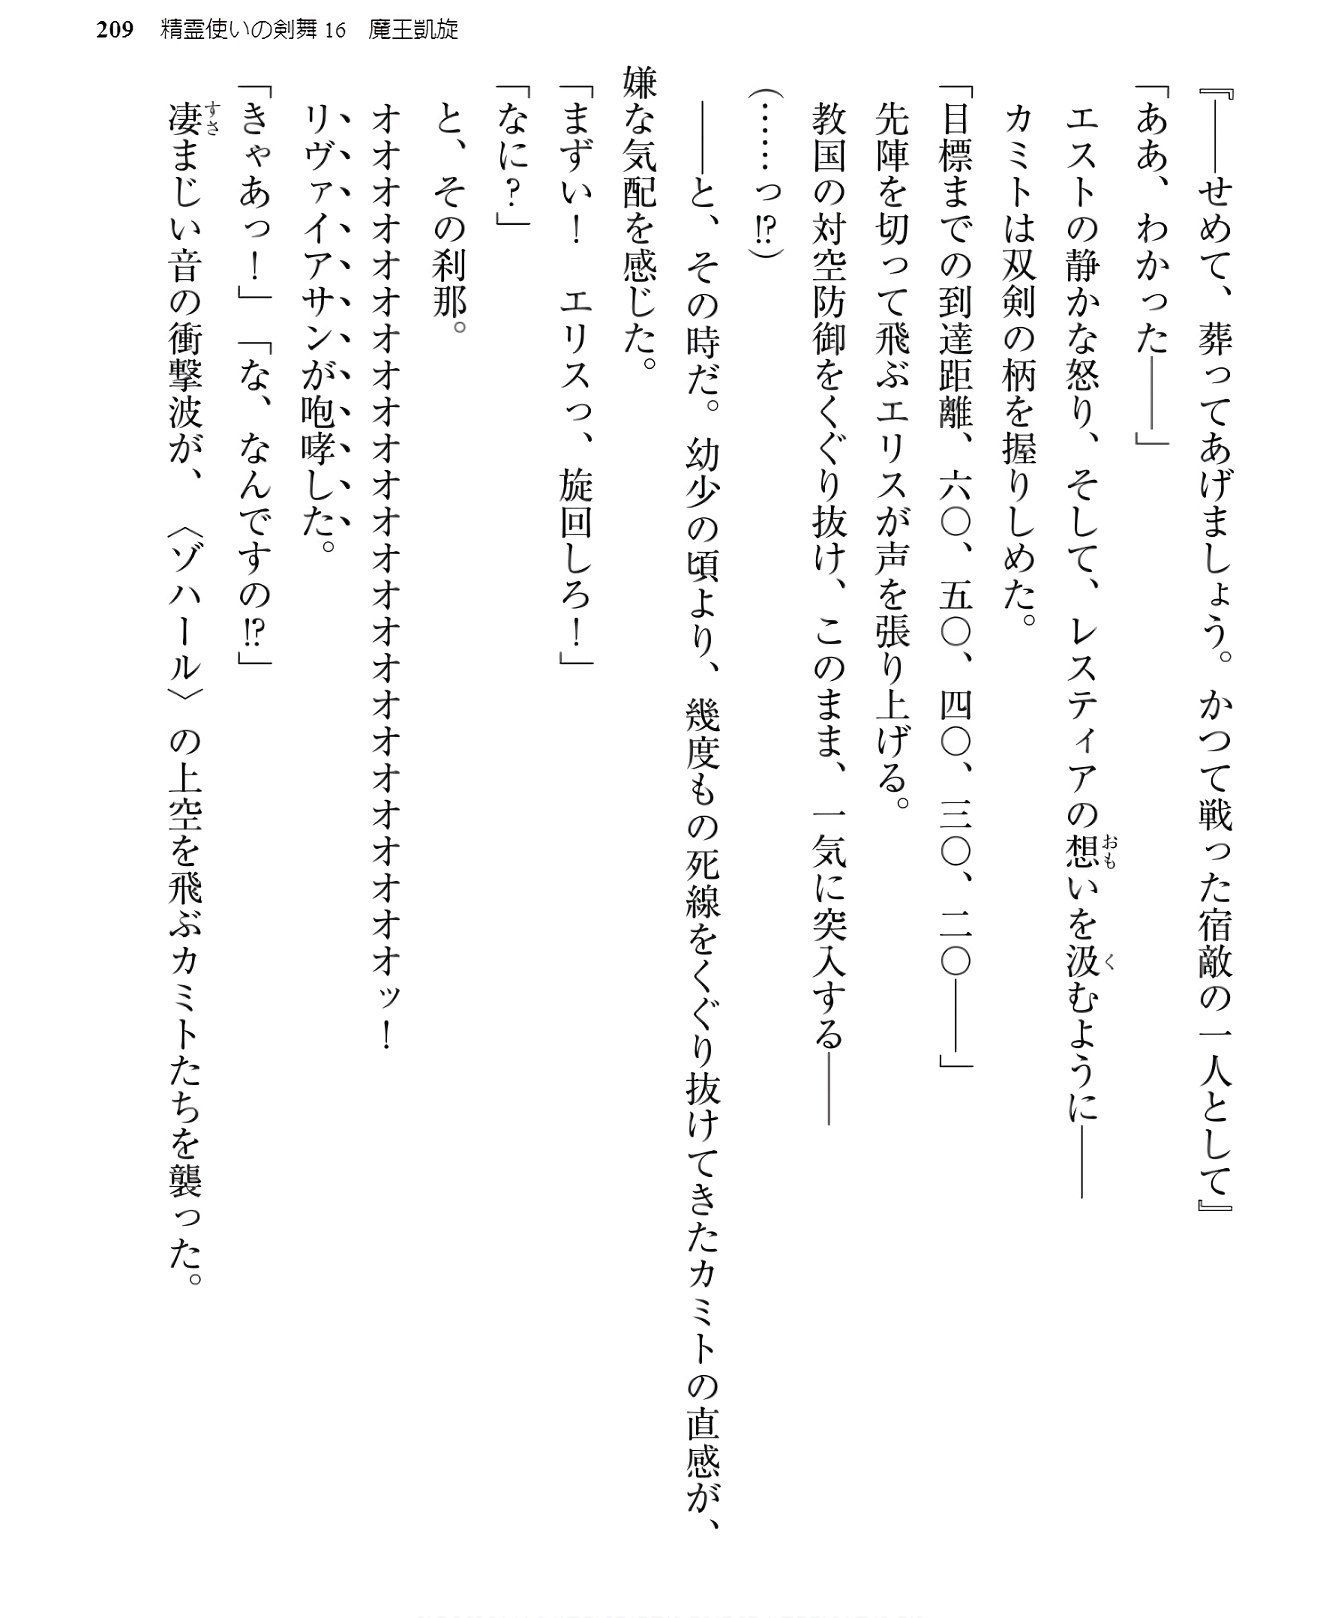 209 精霊使いの剣舞16 魔王凱旋
『――せめて、葬ってあげましょう。かつて戦った宿敵の一人として』
「ああ、わかった――」
エストの静かな怒り、そして、レスティアの想いを汲むように――
カミトは双剣の柄を握りしめた。
「目標までの到達距離、六〇、五〇、四〇、三〇、二〇――」
先陣を切って飛ぶエリスが声を張り上げる。
教国の対空防御をくぐり抜け、このまま、一気に突入する――
(……っ!?)
――と、その時だ。幼少の頃より、幾度もの死線をくぐり抜けてきたカミトの直感が、
嫌な気配を感じた。
「まずい！　エリスっ、旋回しろ！」
「なに？」
と、その刹那。
オオオオオオオオオオオオオオオオオオオオオオオオッ！
リヴァイアサンが咆哮した。
「きゃあっ！」「な、なんですの!?」
凄まじい音の衝撃波が、〈ゾハール〉の上空を飛ぶカミトたちを襲った。